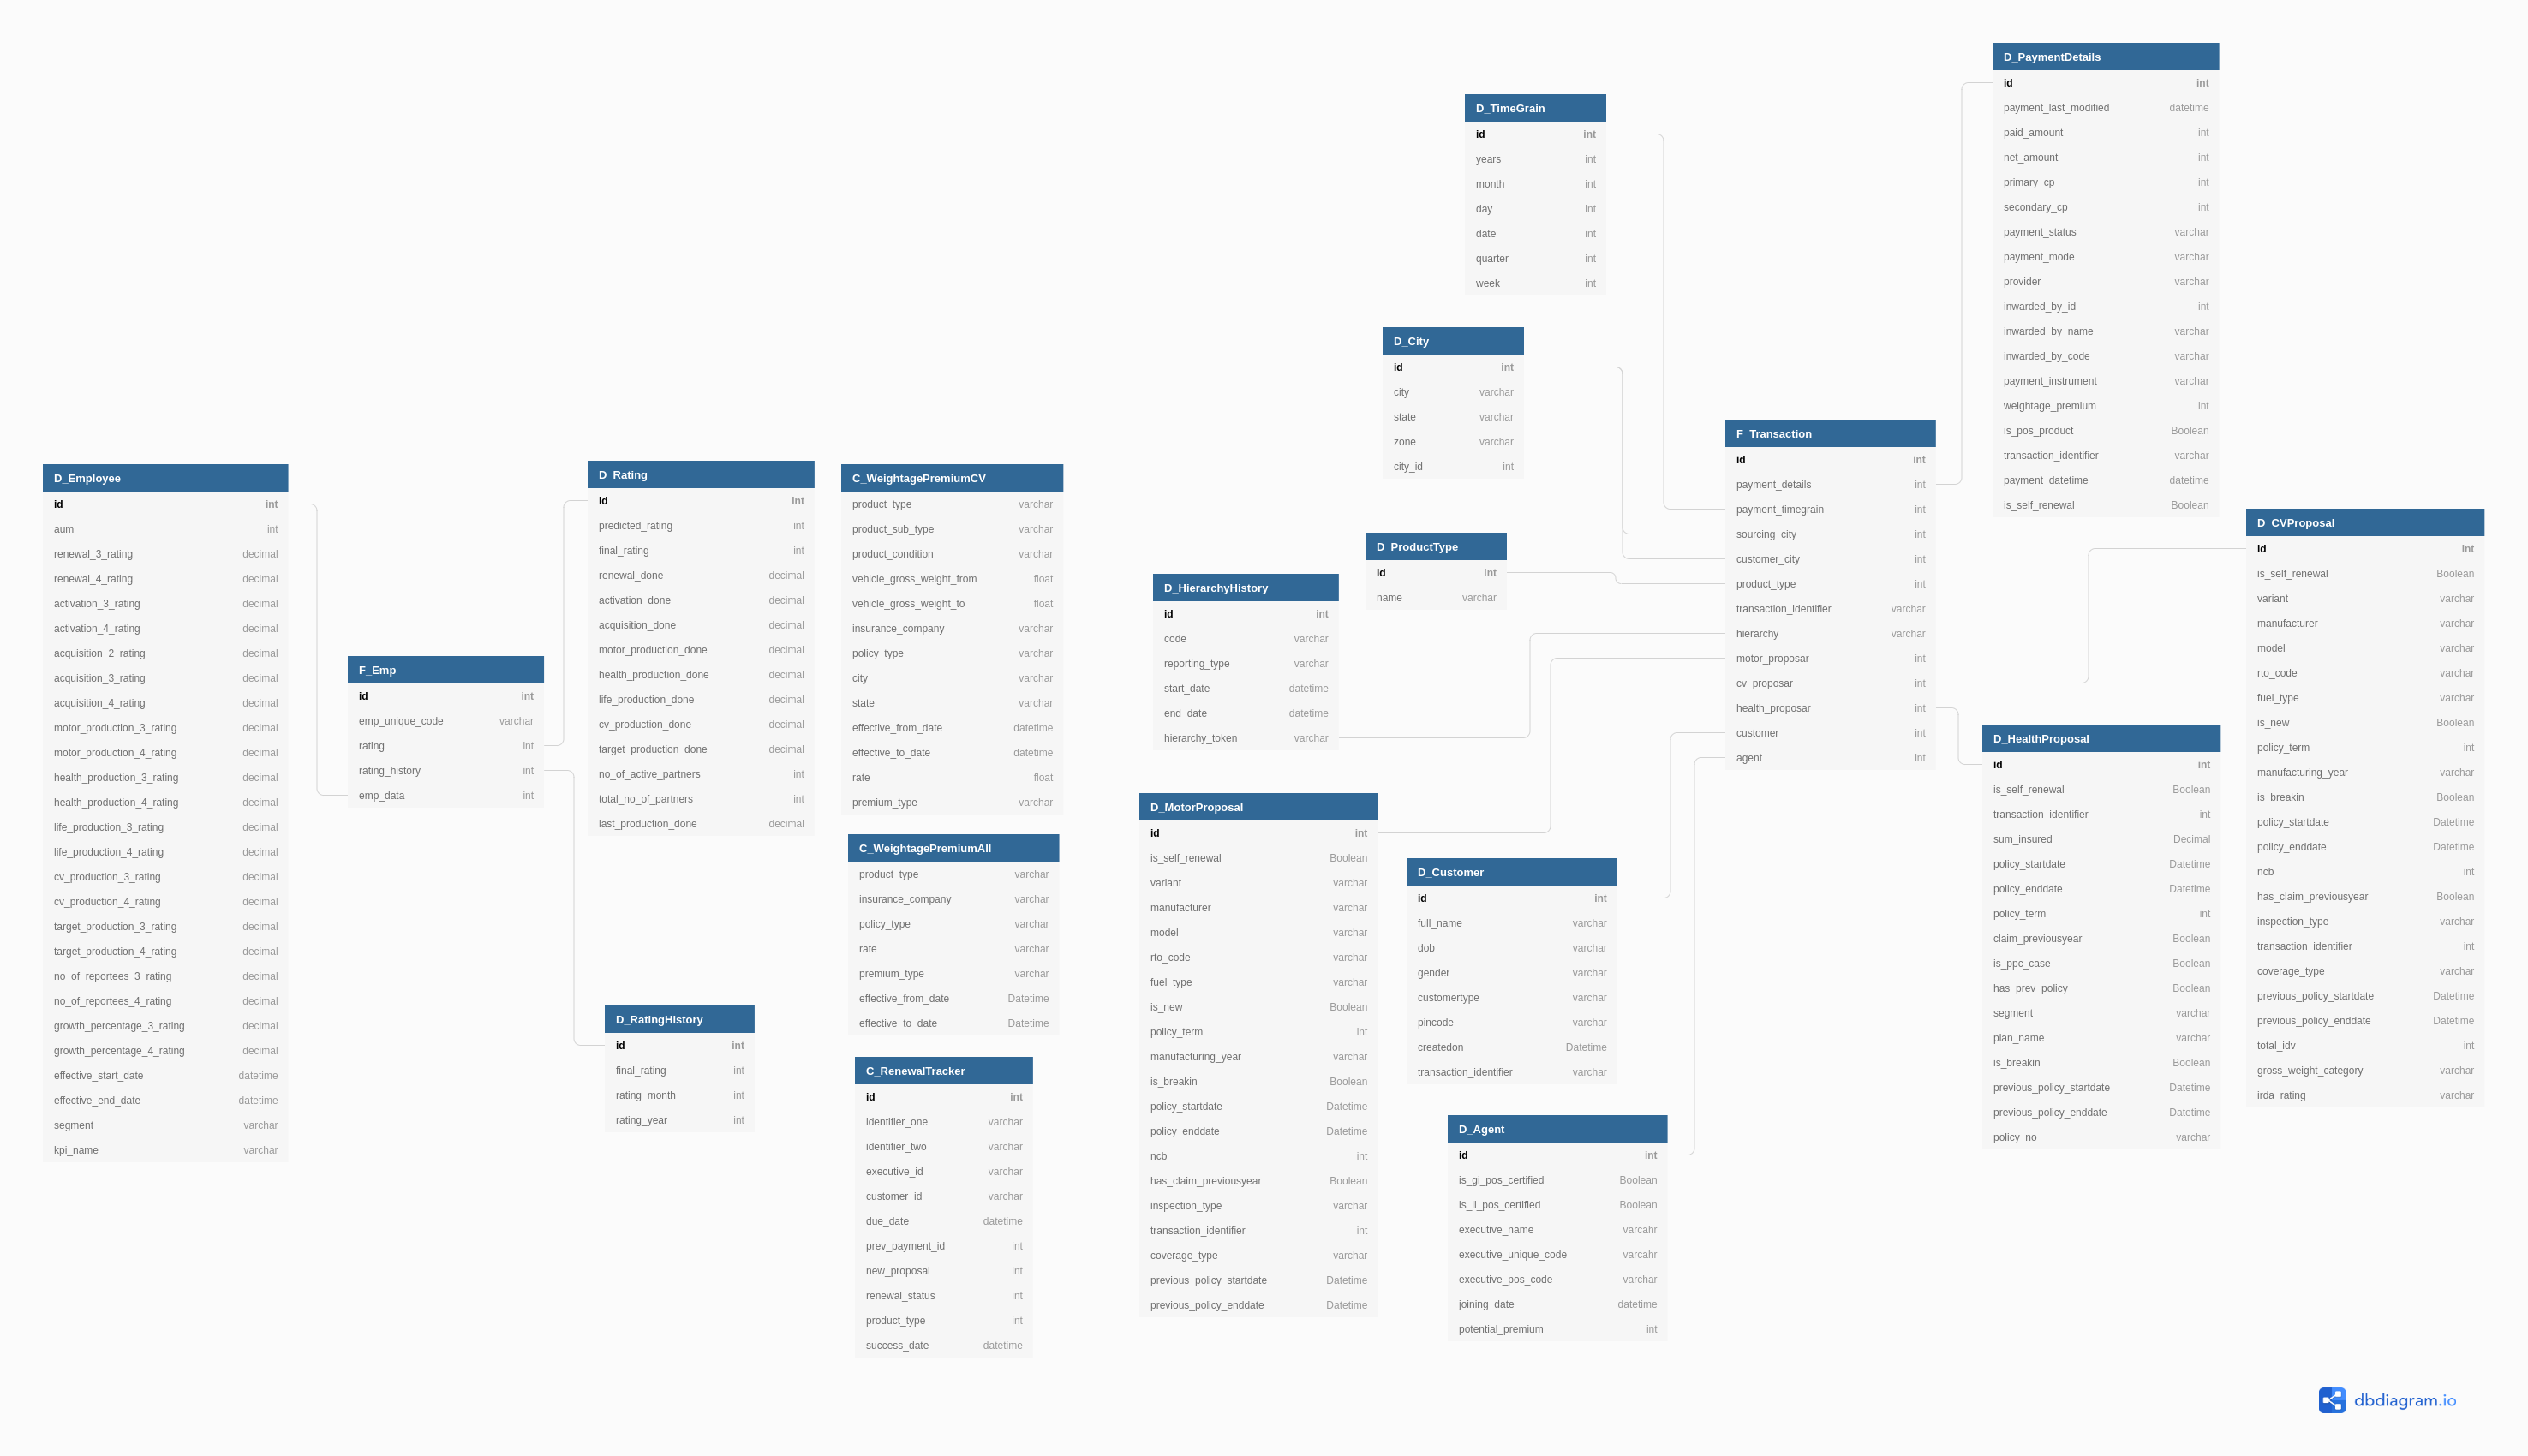 D_Employee
id int
aum int
renewal_3_rating decimal
renewal_4_rating decimal
activation_3_rating decimal
activation_4_rating decimal
acquisition_2_rating decimal
acquisition_3_rating decimal
acquisition_4_rating decimal
motor_production_3_rating decimal
motor_production_4_rating decimal
health_production_3_rating decimal
health_production_4_rating decimal
life_production_3_rating decimal
life_production_4_rating decimal
cv_production_3_rating decimal
cv_production_4_rating decimal
target_production_3_rating decimal
target_production_4_rating decimal
no_of_reportees_3_rating decimal
no_of_reportees_4_rating decimal
growth_percentage_3_rating decimal
growth_percentage_4_rating decimal
effective_start_date datetime
effective_end_date datetime
segment varchar
kpi_name varchar
F_Emp
id int
emp_unique_code varchar
rating int
rating_history int
emp_data int
D_Rating
id int
predicted_rating int
final_rating int
renewal_done decimal
activation_done decimal
acquisition_done decimal
motor_production_done decimal
health_production_done decimal
life_production_done decimal
cv_production_done decimal
target_production_done decimal
no_of_active_partners int
total_no_of_partners int
last_production_done decimal
D_RatingHistory
id int
final_rating int
rating_month int
rating_year int
C_WeightagePremiumCV
product_type varchar
product_sub_type varchar
product_condition varchar
vehicle_gross_weight_from float
vehicle_gross_weight_to float
insurance_company varchar
policy_type varchar
city varchar
state varchar
effective_from_date datetime
effective_to_date datetime
rate float
premium_type varchar
C_WeightagePremiumAll
product_type varchar
insurance_company varchar
policy_type varchar
rate varchar
premium_type varchar
effective_from_date Datetime
effective_to_date Datetime
C_RenewalTracker
id int
identifier_one varchar
identifier_two varchar
executive_id varchar
customer_id varchar
due_date datetime
prev_payment_id int
new_proposal int
renewal_status int
product_type int
success_date datetime
D_TimeGrain
id int
years int
month int
day int
date int
quarter int
week int
D_City
id int
city varchar
state varchar
zone varchar
city_id int
D_ProductType
id int
name varchar
D_HierarchyHistory
id int
code varchar
reporting_type varchar
start_date datetime
end_date datetime
hierarchy_token varchar
D_MotorProposal
id int
is_self_renewal Boolean
variant varchar
manufacturer varchar
model varchar
rto_code varchar
fuel_type varchar
is_new Boolean
policy_term int
manufacturing_year varchar
is_breakin Boolean
policy_startdate Datetime
policy_enddate Datetime
ncb int
has_claim_previousyear Boolean
inspection_type varchar
transaction_identifier int
coverage_type varchar
previous_policy_startdate Datetime
previous_policy_enddate Datetime
D_Customer
id int
full_name varchar
dob varchar
gender varchar
customertype varchar
pincode varchar
createdon Datetime
transaction_identifier varchar
D_Agent
id int
is_gi_pos_certified Boolean
is_li_pos_certified Boolean
executive_name varcahr
executive_unique_code varcahr
executive_pos_code varchar
joining_date datetime
potential_premium int
F_Transaction
id int
payment_details int
payment_timegrain int
sourcing_city int
customer_city int
product_type int
transaction_identifier varchar
hierarchy varchar
motor_proposar int
cv_proposar int
health_proposar int
customer int
agent int
D_PaymentDetails
id int
payment_last_modified datetime
paid_amount int
net_amount int
primary_cp int
secondary_cp int
payment_status varchar
payment_mode varchar
provider varchar
inwarded_by_id int
inwarded_by_name varchar
inwarded_by_code varchar
payment_instrument varchar
weightage_premium int
is_pos_product Boolean
transaction_identifier varchar
payment_datetime datetime
is_self_renewal Boolean
D_HealthProposal
id int
is_self_renewal Boolean
transaction_identifier int
sum_insured Decimal
policy_startdate Datetime
policy_enddate Datetime
policy_term int
claim_previousyear Boolean
is_ppc_case Boolean
has_prev_policy Boolean
segment varchar
plan_name varchar
is_breakin Boolean
previous_policy_startdate Datetime
previous_policy_enddate Datetime
policy_no varchar
D_CVProposal
id int
is_self_renewal Boolean
variant varchar
manufacturer varchar
model varchar
rto_code varchar
fuel_type varchar
is_new Boolean
policy_term int
manufacturing_year varchar
is_breakin Boolean
policy_startdate Datetime
policy_enddate Datetime
ncb int
has_claim_previousyear Boolean
inspection_type varchar
transaction_identifier int
coverage_type varchar
previous_policy_startdate Datetime
previous_policy_enddate Datetime
total_idv int
gross_weight_category varchar
irda_rating varchar
dbdiagram.io